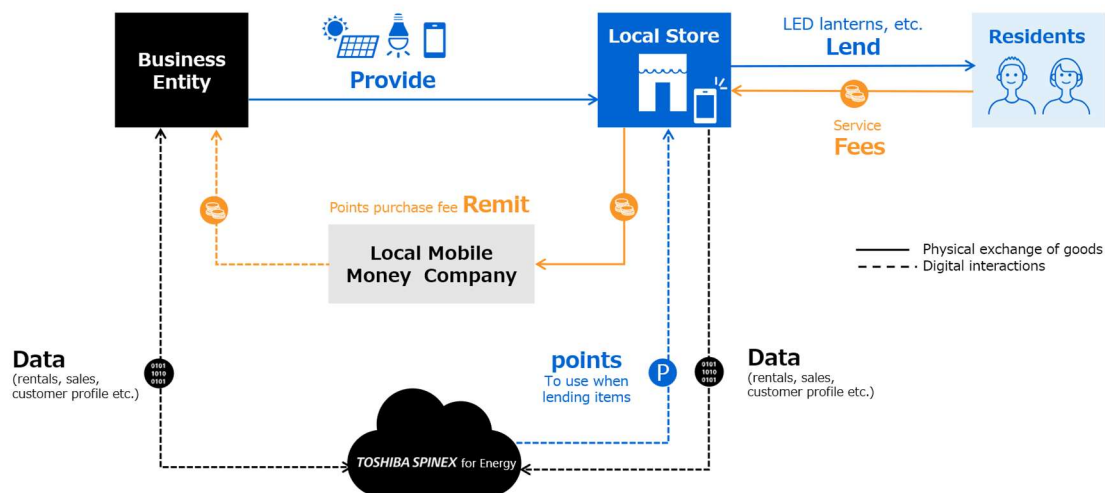 Business
Entity
Provide
Local Store
LED lanterns, etc.
Lend
Residents
Service
Fees
Points purchase fee Remit
Local Mobile
Money Company
Physical exchange of goods
Digital interactions
Data
(rentals, sales,
customer profile etc.)
0101
1010
0101
points
To use when
lending items
P
0101
1010
0101
Data
(rentals, sales,
customer profile etc.)
TOSHIBA SPINEX for Energy